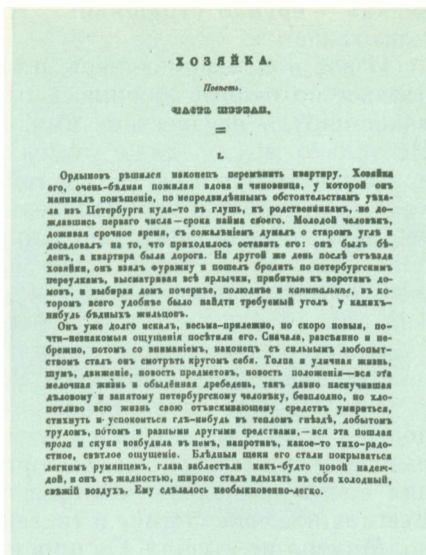 ХОЗЯЙКА.
Повѣсть.
ЧАСТЬ ПЕРВАЯ.
I.
Ордыновъ рѣшился наконецъ перемѣнить квартиру. Хозяйка
его, очень-бѣдная пожилая вдова и чиновница, у которой онъ
нанималъ помѣщеніе, по непредвидѣннымъ обстоятельствамъ уѣха-
ла изъ Петербурга куда-то въ глушь, къ родственникамъ, не до-
ждавшись перваго числа—срока найма своего. Молодой человѣкъ,
доживая срочное время, съ сожалѣніемъ думалъ о старомъ углѣ и
досадовалъ на то, что приходилось оставить его: онъ былъ бѣ-
денъ, а квартира была дорога. На другой же день послѣ отъѣзда
хозяйки, онъ взялъ фуражку и пошелъ бродить по петербургскимъ
переулкамъ, высматривая всѣ ярлычки, прибитые къ воротамъ до-
мовъ, и выбирая домъ почернѣе, полюднѣе и капитальнѣе, въ ко-
торомъ всего удобнѣе было найдти требуемый уголъ у какихъ-
нибудь бѣдныхъ жильцовъ.
Онъ уже долго искалъ, весьма-прилежно, но скоро новыя, по-
чти-незнакомыя ощущенія посѣтили его. Сначала, разсѣянно и не-
брежно, потомъ со вниманіемъ, наконецъ съ сильнымъ любопыт-
ствомъ сталъ онъ смотрѣть кругомъ себя. Толпа и уличная жизнь,
шумъ, движеніе, новость предметовъ, новость положенія—вся эта
мелочная жизнь и обыдённая дребедень, такъ давно наскучившая
дѣловому и занятому петербургскому человѣку, безплодно, но хло-
потливо всю жизнь свою отъискивающему средствъ умириться,
стихнуть и успокоиться гдѣ-нибудь въ тепломъ гнѣздѣ, добытомъ
трудомъ, потомъ и разными другими средствами,—вся эта пошлая
проза и скука возбудила въ немъ, напротивъ, какое-то тихо-радо-
стное, свѣтлое ощущеніе. Блѣдныя щеки его стали покрываться
легкимъ румянцемъ, глаза заблестѣли какъ-будто новой надеж-
дой, и онъ съ жадностью, широко сталъ вдыхать въ себя холодный,
свѣжій воздухъ. Ему сдѣлалось необыкновенно-легко.